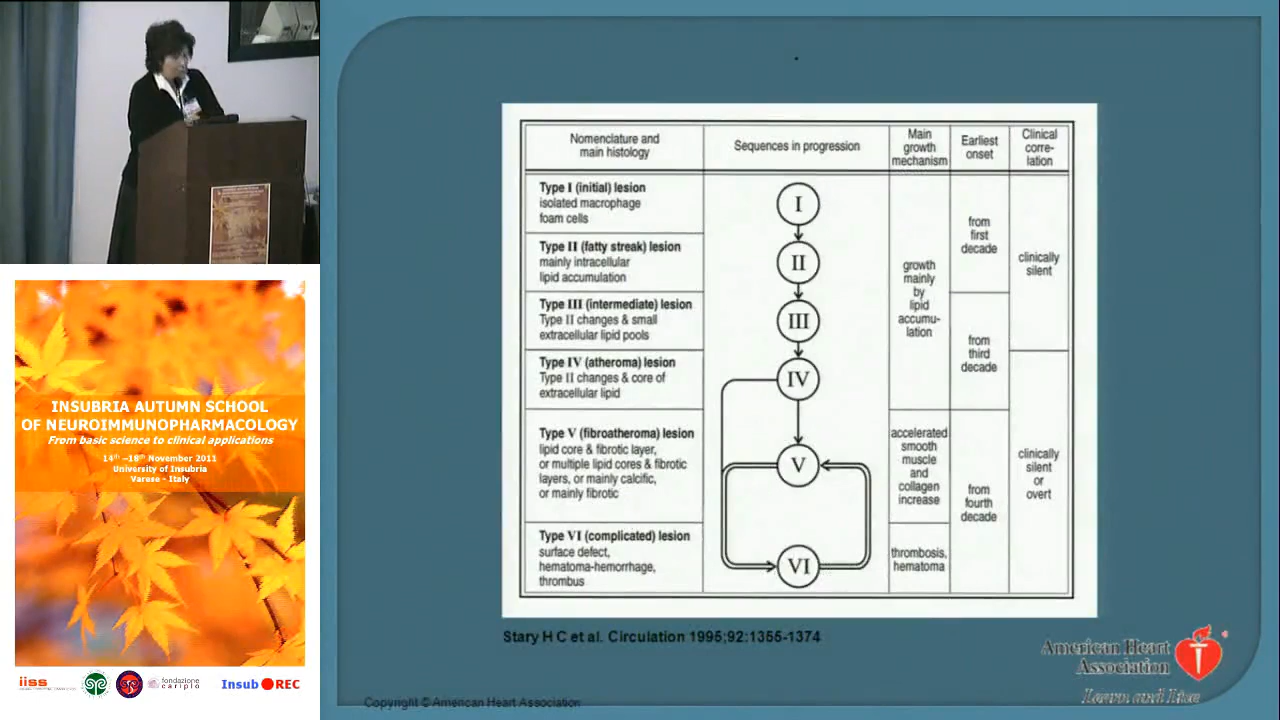 Nomenclature and
main histology
Sequences in progression
Main
growth
mechanism
Earliest
onset
Clinical
corre-
lation
Type I (initial) lesion
isolated macrophage
foam cells
Type II (fatty streak) lesion
mainly intracellular
lipid accumulation
Type III (intermediate) lesion
Type II changes & small
extracellular lipid pools
Type IV (atheroma) lesion
Type II changes & core of
extracellular lipid
Type V (fibroatheroma) lesion
lipid core & fibrotic layer,
or multiple lipid cores & fibrotic
layers, or mainly calcific,
or mainly fibrotic
Type VI (complicated) lesion
surface defect,
hematoma-hemorrhage,
thrombus
I
II
III
IV
V
VI
growth
mainly
by
lipid
accumu-
lation
accelerated
smooth
muscle
and
collagen
increase
thrombosis,
hematoma
from
first
decade
from
third
decade
from
fourth
decade
clinically
silent
clinically
silent
or
overt
Stary H C et al. Circulation 1995;92:1355-1374
American Heart
Association
Learn and Live
Copyright © American Heart Association
INSUBRIA AUTUMN SCHOOL
OF NEUROIMMUNOPHARMACOLOGY
From basic science to clinical applications
14th –18th November 2011
University of Insubria
Varese - Italy
iiss
fondazione
cariplo
Insub REC